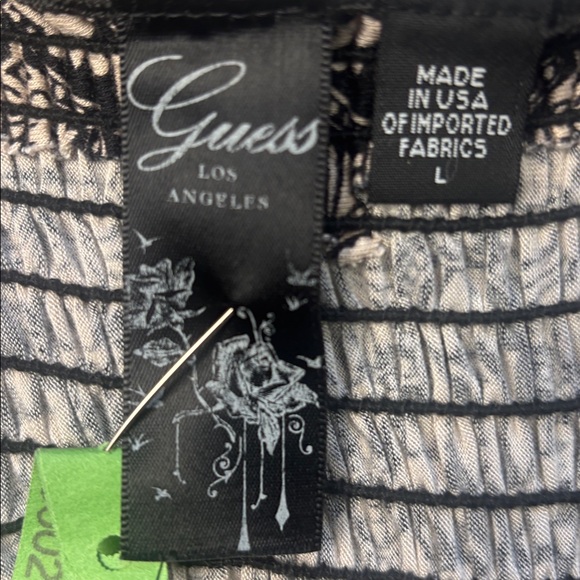 Guess
LOS
ANGELES
MADE
IN USA
OF IMPORTED
FABRICS
L